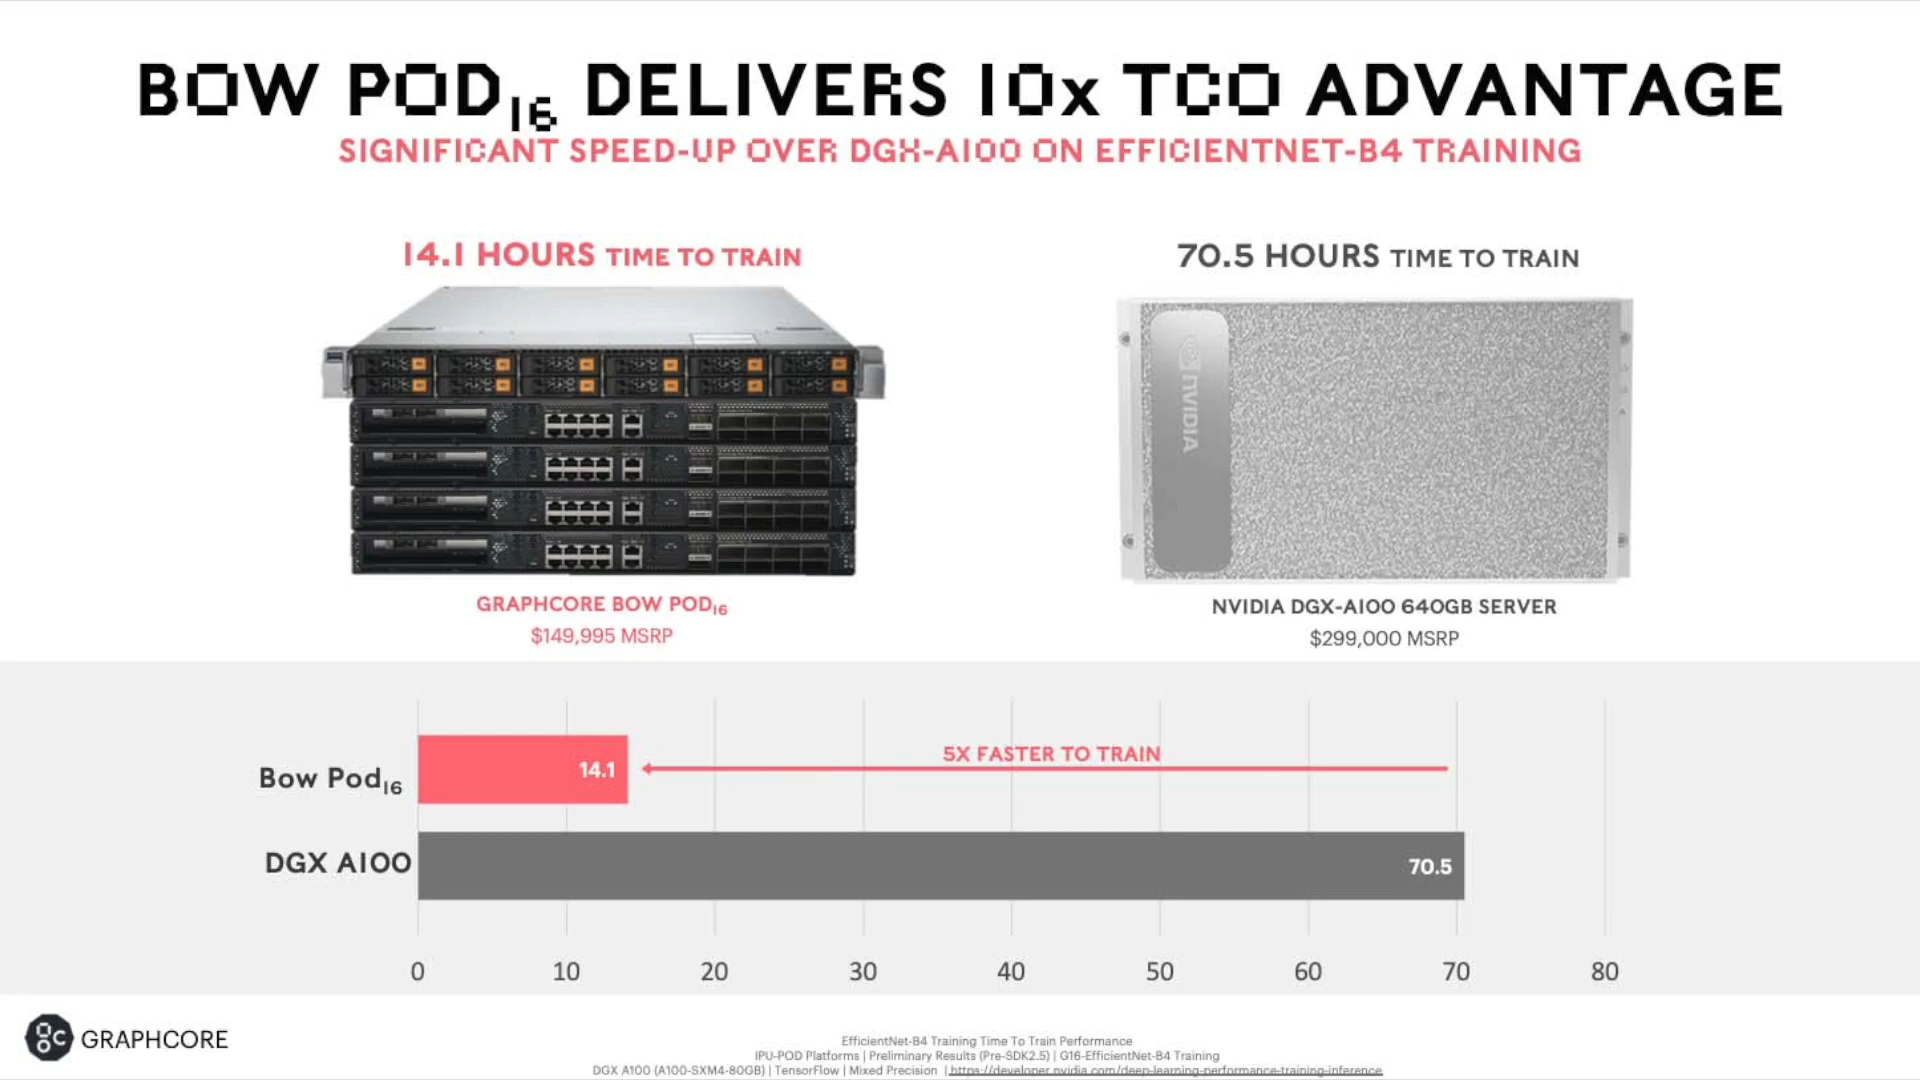 BOW POD16 DELIVERS 10x TCO ADVANTAGE
SIGNIFICANT SPEED-UP OVER DGX-A100 ON EFFICIENTNET-B4 TRAINING
14.1 HOURS TIME TO TRAIN
70.5 HOURS TIME TO TRAIN
NVIDIA
GRAPHCORE BOW POD16
$149,995 MSRP
NVIDIA DGX-A100 640GB SERVER
$299,000 MSRP
5X FASTER TO TRAIN
Bow Pod16
14.1
DGX A100
70.5
0 10 20 30 40 50 60 70 80
GRAPHCORE
EfficientNet-B4 Training Time To Train Performance
IPU-POD Platforms | Preliminary Results (Pre-SDK2.5) | G16-EfficientNet-B4 Training
DGX A100 (A100-SXM4-80GB) | TensorFlow | Mixed Precision | https://developer.nvidia.com/deep-learning-performance-training-inference